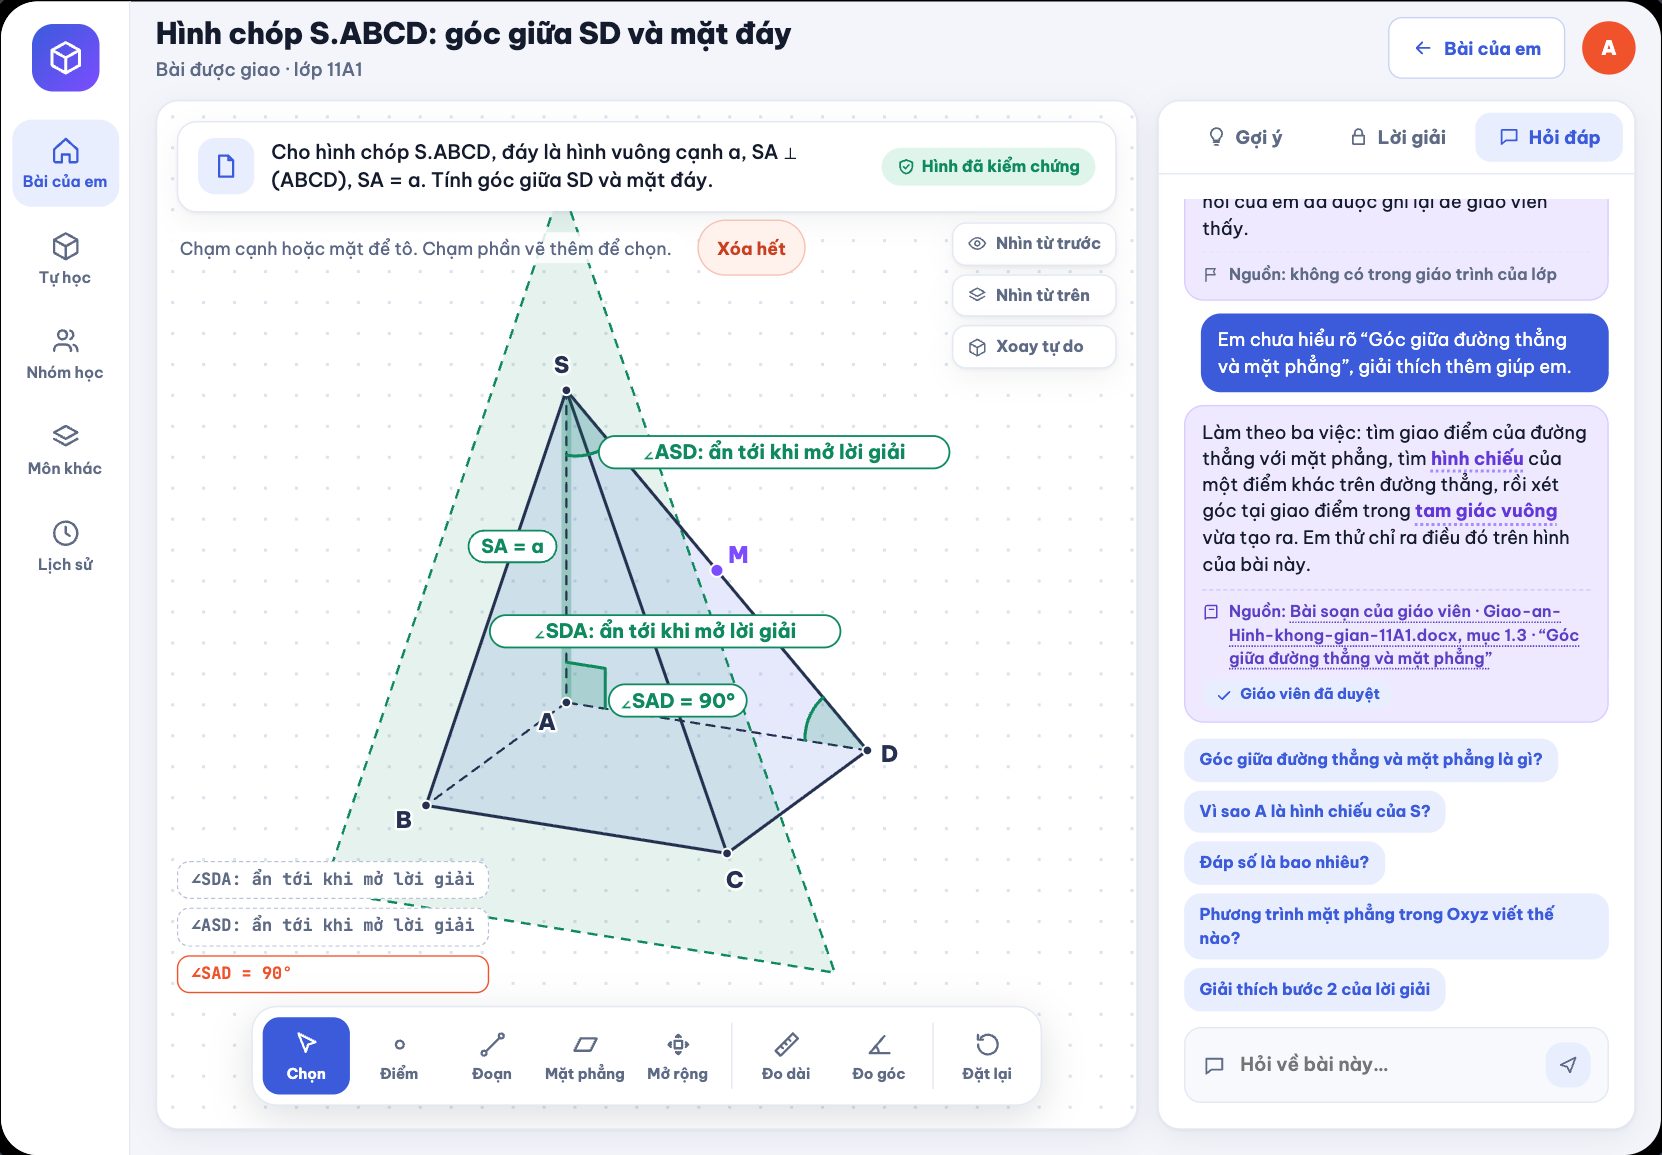 Hình chóp S.ABCD: góc giữa SD và mặt đáy
Bài được giao · lớp 11A1
Bài của em
A
Bài của em
Tự học
Nhóm học
Môn khác
Lịch sử
Cho hình chóp S.ABCD, đáy là hình vuông cạnh a, SA ⊥
(ABCD), SA = a. Tính góc giữa SD và mặt đáy.
Hình đã kiểm chứng
Chạm cạnh hoặc mặt để tô. Chạm phần vẽ thêm để chọn.
Xóa hết
Nhìn từ trước
Nhìn từ trên
Xoay tự do
S
∠ASD: ẩn tới khi mở lời giải
SA = a
M
∠SDA: ẩn tới khi mở lời giải
∠SAD = 90°
A
D
B
C
∠SDA: ẩn tới khi mở lời giải
∠ASD: ẩn tới khi mở lời giải
∠SAD = 90°
Chọn
Điểm
Đoạn
Mặt phẳng
Mở rộng
Đo dài
Đo góc
Đặt lại
Gợi ý
Lời giải
Hỏi đáp
hỏi của em đã được ghi lại để giáo viên
thấy.
Nguồn: không có trong giáo trình của lớp
Em chưa hiểu rõ “Góc giữa đường thẳng
và mặt phẳng”, giải thích thêm giúp em.
Làm theo ba việc: tìm giao điểm của đường
thẳng với mặt phẳng, tìm hình chiếu của
một điểm khác trên đường thẳng, rồi xét
góc tại giao điểm trong tam giác vuông
vừa tạo ra. Em thử chỉ ra điều đó trên hình
của bài này.
Nguồn: Bài soạn của giáo viên · Giao-an-
Hinh-khong-gian-11A1.docx, mục 1.3 · “Góc
giữa đường thẳng và mặt phẳng”
Giáo viên đã duyệt
Góc giữa đường thẳng và mặt phẳng là gì?
Vì sao A là hình chiếu của S?
Đáp số là bao nhiêu?
Phương trình mặt phẳng trong Oxyz viết thế
nào?
Giải thích bước 2 của lời giải
Hỏi về bài này...